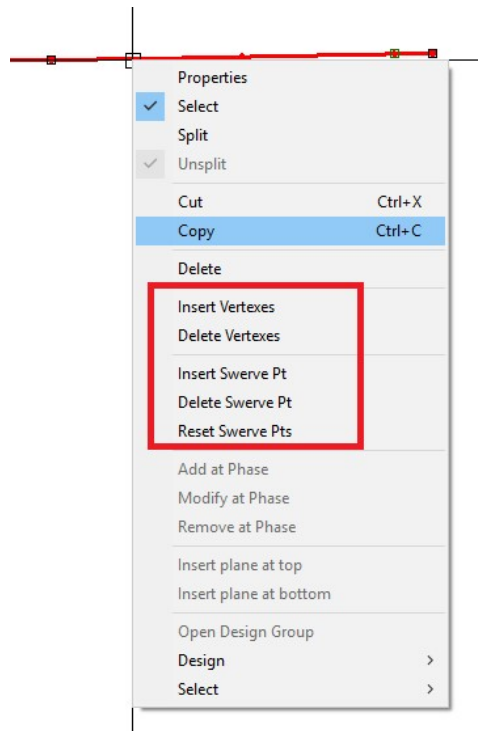 Properties
Select
Split
Unsplit
Cut Ctrl+X
Copy Ctrl+C
Delete
Insert Vertexes
Delete Vertexes
Insert Swerve Pt
Delete Swerve Pt
Reset Swerve Pts
Add at Phase
Modify at Phase
Remove at Phase
Insert plane at top
Insert plane at bottom
Open Design Group
Design
Select